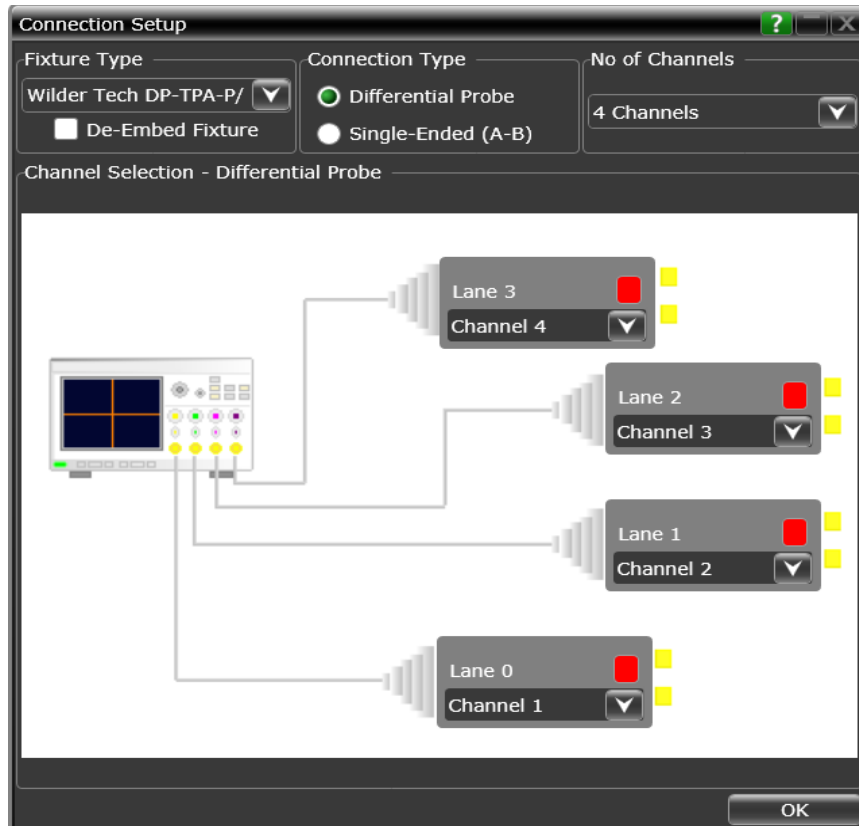 Connection Setup
?
Fixture Type
Connection Type
No of Channels
Wilder Tech DP-TPA-P/
Differential Probe
4 Channels
De-Embed Fixture
Single-Ended (A-B)
Channel Selection - Differential Probe
Lane 3
Channel 4
Lane 2
Channel 3
Lane 1
Channel 2
Lane 0
Channel 1
OK